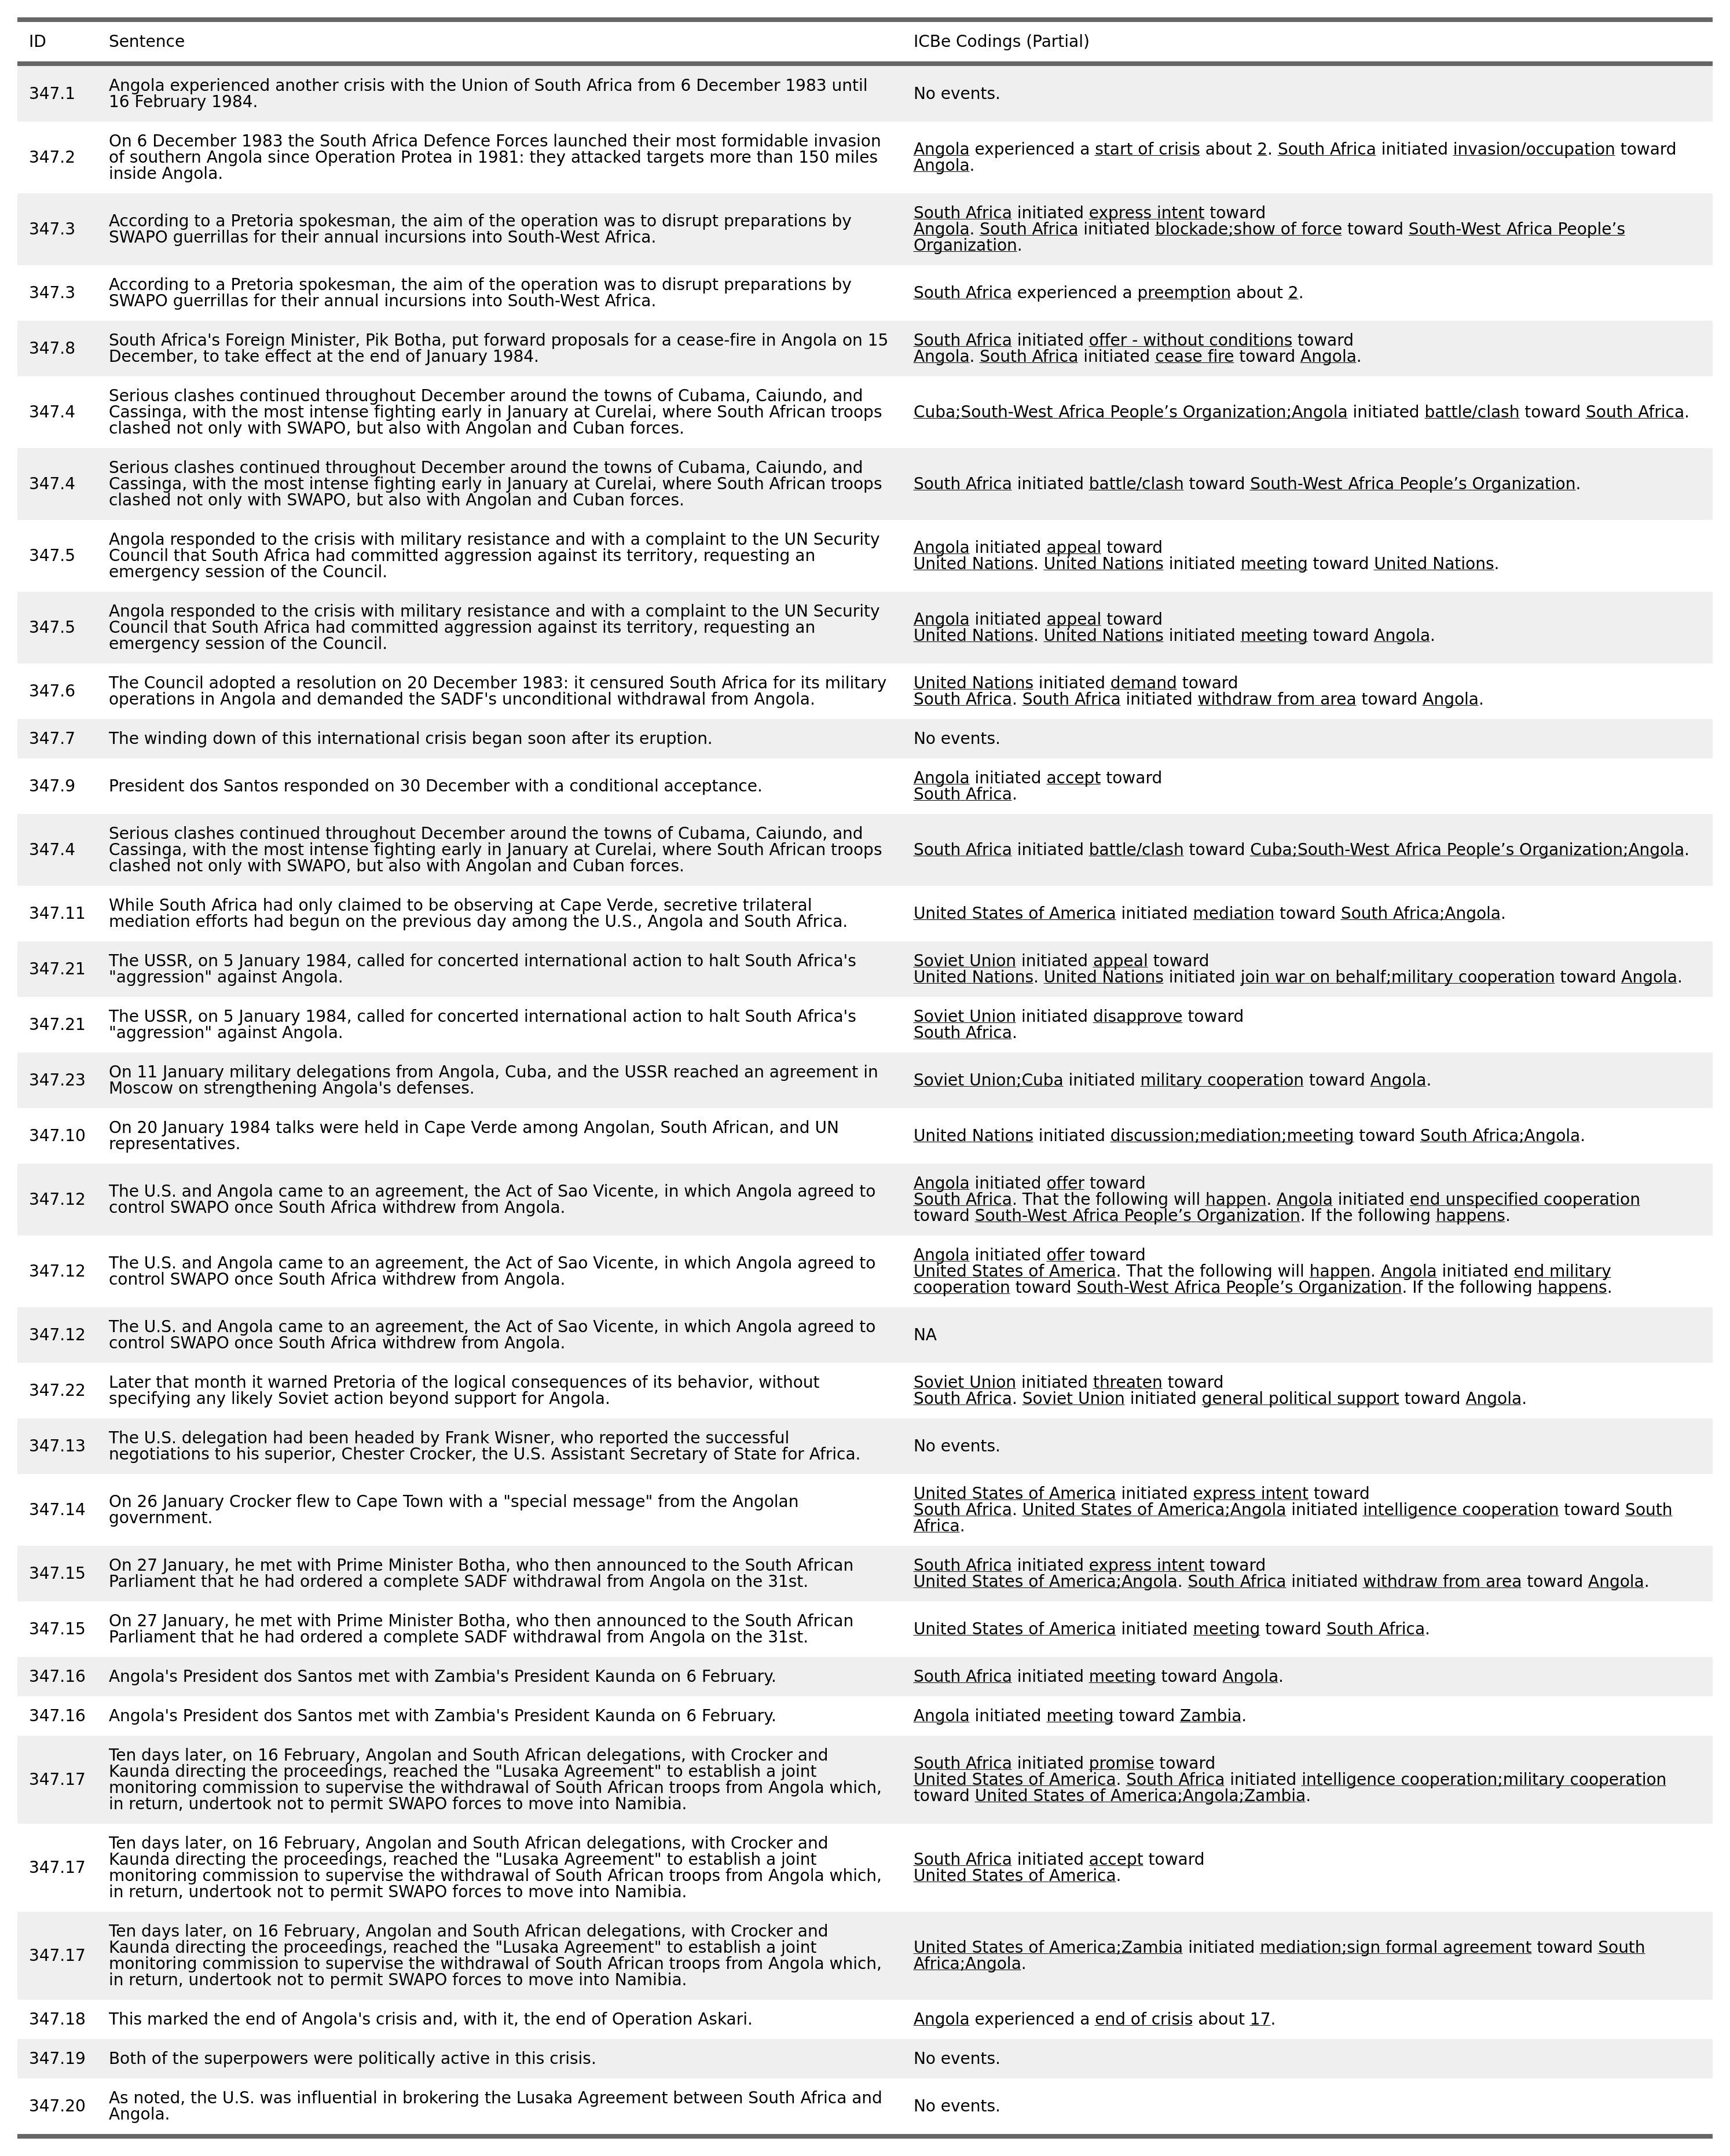 ID Sentence ICBe Codings (Partial)
347.1 Angola experienced another crisis with the Union of South Africa from 6 December 1983 until
16 February 1984.
No events.
347.2 On 6 December 1983 the South Africa Defence Forces launched their most formidable invasion
of southern Angola since Operation Protea in 1981: they attacked targets more than 150 miles
inside Angola.
Angola experienced a start of crisis about 2. South Africa initiated invasion/occupation toward
Angola.
347.3 According to a Pretoria spokesman, the aim of the operation was to disrupt preparations by
SWAPO guerrillas for their annual incursions into South-West Africa.
South Africa initiated express intent toward
Angola. South Africa initiated blockade;show of force toward South-West Africa People’s
Organization.
347.3 According to a Pretoria spokesman, the aim of the operation was to disrupt preparations by
SWAPO guerrillas for their annual incursions into South-West Africa.
South Africa experienced a preemption about 2.
347.8 South Africa's Foreign Minister, Pik Botha, put forward proposals for a cease-fire in Angola on 15
December, to take effect at the end of January 1984.
South Africa initiated offer - without conditions toward
Angola. South Africa initiated cease fire toward Angola.
347.4 Serious clashes continued throughout December around the towns of Cubama, Caiundo, and
Cassinga, with the most intense fighting early in January at Curelai, where South African troops
clashed not only with SWAPO, but also with Angolan and Cuban forces.
Cuba;South-West Africa People’s Organization;Angola initiated battle/clash toward South Africa.
347.4 Serious clashes continued throughout December around the towns of Cubama, Caiundo, and
Cassinga, with the most intense fighting early in January at Curelai, where South African troops
clashed not only with SWAPO, but also with Angolan and Cuban forces.
South Africa initiated battle/clash toward South-West Africa People’s Organization.
347.5 Angola responded to the crisis with military resistance and with a complaint to the UN Security
Council that South Africa had committed aggression against its territory, requesting an
emergency session of the Council.
Angola initiated appeal toward
United Nations. United Nations initiated meeting toward United Nations.
347.5 Angola responded to the crisis with military resistance and with a complaint to the UN Security
Council that South Africa had committed aggression against its territory, requesting an
emergency session of the Council.
Angola initiated appeal toward
United Nations. United Nations initiated meeting toward Angola.
347.6 The Council adopted a resolution on 20 December 1983: it censured South Africa for its military
operations in Angola and demanded the SADF's unconditional withdrawal from Angola.
United Nations initiated demand toward
South Africa. South Africa initiated withdraw from area toward Angola.
347.7 The winding down of this international crisis began soon after its eruption.
No events.
347.9 President dos Santos responded on 30 December with a conditional acceptance.
Angola initiated accept toward
South Africa.
347.4 Serious clashes continued throughout December around the towns of Cubama, Caiundo, and
Cassinga, with the most intense fighting early in January at Curelai, where South African troops
clashed not only with SWAPO, but also with Angolan and Cuban forces.
South Africa initiated battle/clash toward Cuba;South-West Africa People’s Organization;Angola.
347.11 While South Africa had only claimed to be observing at Cape Verde, secretive trilateral
mediation efforts had begun on the previous day among the U.S., Angola and South Africa.
United States of America initiated mediation toward South Africa;Angola.
347.21 The USSR, on 5 January 1984, called for concerted international action to halt South Africa's
"aggression" against Angola.
Soviet Union initiated appeal toward
United Nations. United Nations initiated join war on behalf;military cooperation toward Angola.
347.21 The USSR, on 5 January 1984, called for concerted international action to halt South Africa's
"aggression" against Angola.
Soviet Union initiated disapprove toward
South Africa.
347.23 On 11 January military delegations from Angola, Cuba, and the USSR reached an agreement in
Moscow on strengthening Angola's defenses.
Soviet Union;Cuba initiated military cooperation toward Angola.
347.10 On 20 January 1984 talks were held in Cape Verde among Angolan, South African, and UN
representatives.
United Nations initiated discussion;mediation;meeting toward South Africa;Angola.
347.12 The U.S. and Angola came to an agreement, the Act of Sao Vicente, in which Angola agreed to
control SWAPO once South Africa withdrew from Angola.
Angola initiated offer toward
South Africa. That the following will happen. Angola initiated end unspecified cooperation
toward South-West Africa People’s Organization. If the following happens.
347.12 The U.S. and Angola came to an agreement, the Act of Sao Vicente, in which Angola agreed to
control SWAPO once South Africa withdrew from Angola.
Angola initiated offer toward
United States of America. That the following will happen. Angola initiated end military
cooperation toward South-West Africa People’s Organization. If the following happens.
347.12 The U.S. and Angola came to an agreement, the Act of Sao Vicente, in which Angola agreed to
control SWAPO once South Africa withdrew from Angola.
NA
347.22 Later that month it warned Pretoria of the logical consequences of its behavior, without
specifying any likely Soviet action beyond support for Angola.
Soviet Union initiated threaten toward
South Africa. Soviet Union initiated general political support toward Angola.
347.13 The U.S. delegation had been headed by Frank Wisner, who reported the successful
negotiations to his superior, Chester Crocker, the U.S. Assistant Secretary of State for Africa.
No events.
347.14 On 26 January Crocker flew to Cape Town with a "special message" from the Angolan
government.
United States of America initiated express intent toward
South Africa. United States of America;Angola initiated intelligence cooperation toward South
Africa.
347.15 On 27 January, he met with Prime Minister Botha, who then announced to the South African
Parliament that he had ordered a complete SADF withdrawal from Angola on the 31st.
South Africa initiated express intent toward
United States of America;Angola. South Africa initiated withdraw from area toward Angola.
347.15 On 27 January, he met with Prime Minister Botha, who then announced to the South African
Parliament that he had ordered a complete SADF withdrawal from Angola on the 31st.
United States of America initiated meeting toward South Africa.
347.16 Angola's President dos Santos met with Zambia's President Kaunda on 6 February.
South Africa initiated meeting toward Angola.
347.16 Angola's President dos Santos met with Zambia's President Kaunda on 6 February.
Angola initiated meeting toward Zambia.
347.17 Ten days later, on 16 February, Angolan and South African delegations, with Crocker and
Kaunda directing the proceedings, reached the "Lusaka Agreement" to establish a joint
monitoring commission to supervise the withdrawal of South African troops from Angola which,
in return, undertook not to permit SWAPO forces to move into Namibia.
South Africa initiated promise toward
United States of America. South Africa initiated intelligence cooperation;military cooperation
toward United States of America;Angola;Zambia.
347.17 Ten days later, on 16 February, Angolan and South African delegations, with Crocker and
Kaunda directing the proceedings, reached the "Lusaka Agreement" to establish a joint
monitoring commission to supervise the withdrawal of South African troops from Angola which,
in return, undertook not to permit SWAPO forces to move into Namibia.
South Africa initiated accept toward
United States of America.
347.17 Ten days later, on 16 February, Angolan and South African delegations, with Crocker and
Kaunda directing the proceedings, reached the "Lusaka Agreement" to establish a joint
monitoring commission to supervise the withdrawal of South African troops from Angola which,
in return, undertook not to permit SWAPO forces to move into Namibia.
United States of America;Zambia initiated mediation;sign formal agreement toward South
Africa;Angola.
347.18 This marked the end of Angola's crisis and, with it, the end of Operation Askari.
Angola experienced a end of crisis about 17.
347.19 Both of the superpowers were politically active in this crisis.
No events.
347.20 As noted, the U.S. was influential in brokering the Lusaka Agreement between South Africa and
Angola.
No events.